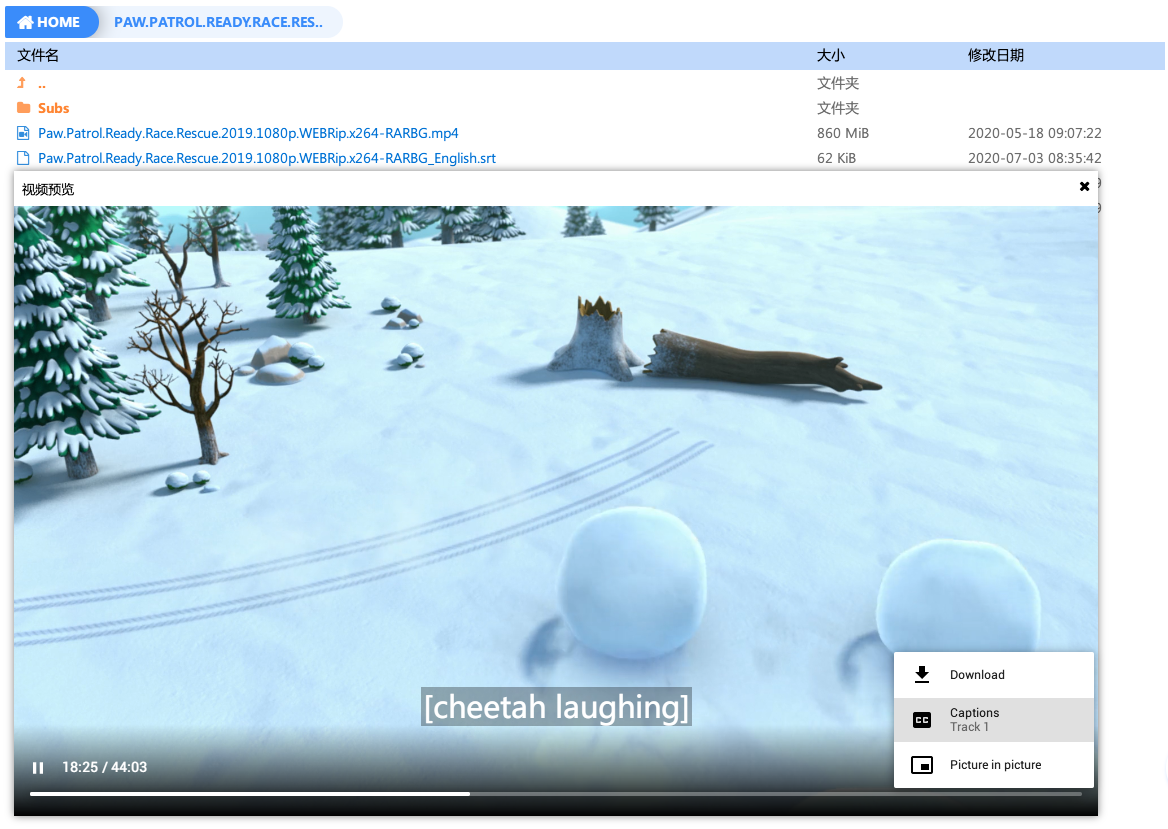 HOME PAW.PATROL.READY.RACE.RES..
文件名 大小 修改日期
.. 文件夹
Subs 文件夹
Paw.Patrol.Ready.Race.Rescue.2019.1080p.WEBRip.x264-RARBG.mp4 860 MiB 2020-05-18 09:07:22
Paw.Patrol.Ready.Race.Rescue.2019.1080p.WEBRip.x264-RARBG_English.srt 62 KiB 2020-07-03 08:35:42
视频预览
Download
[cheetah laughing]
CC Captions
Track 1
18:25 / 44:03
Picture in picture